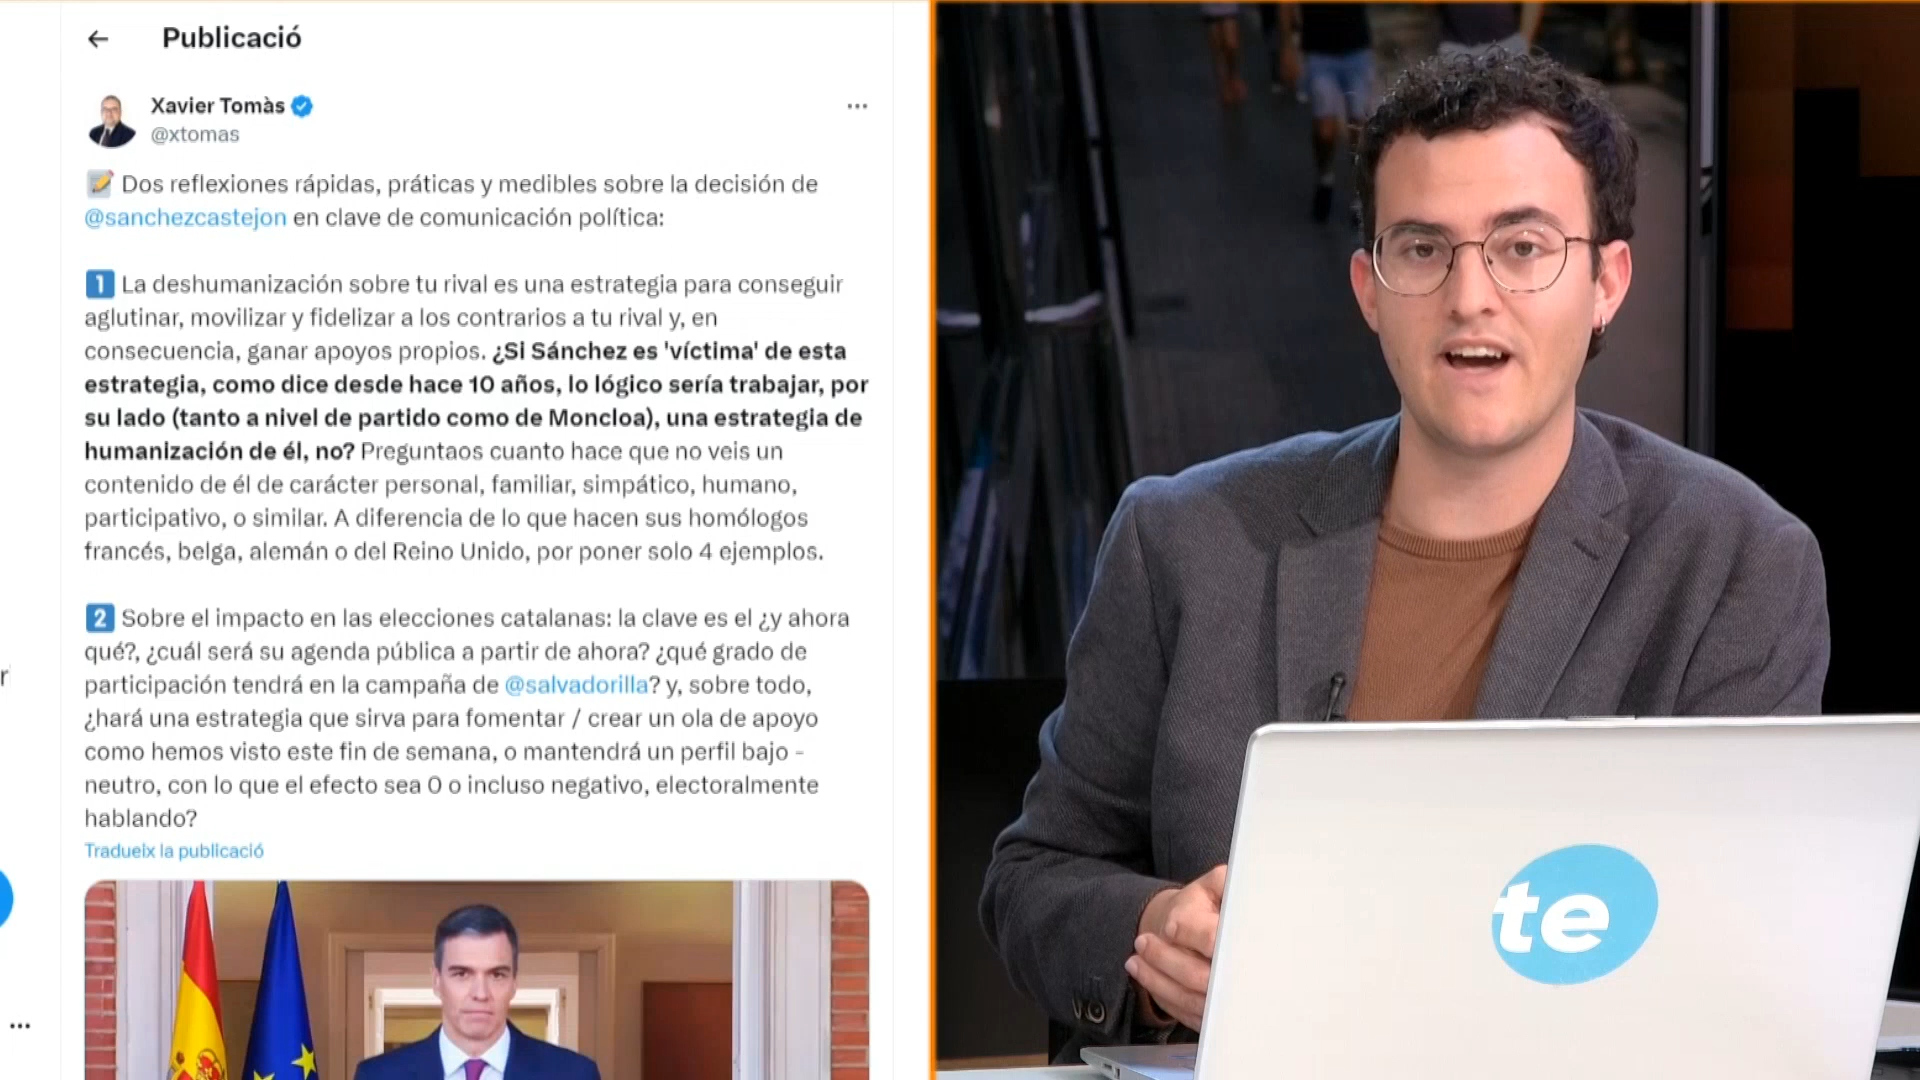 Publicació
Xavier Tomàs
@xtomas
Dos reflexiones rápidas, práticas y medibles sobre la decisión de
@sanchezcastejon en clave de comunicación política:
1 La deshumanización sobre tu rival es una estrategia para conseguir
aglutinar, movilizar y fidelizar a los contrarios a tu rival y, en
consecuencia, ganar apoyos propios. ¿Si Sánchez es 'víctima' de esta
estrategia, como dice desde hace 10 años, lo lógico sería trabajar, por
su lado (tanto a nivel de partido como de Moncloa), una estrategia de
humanización de él, no? Preguntaos cuanto hace que no veis un
contenido de él de carácter personal, familiar, simpático, humano,
participativo, o similar. A diferencia de lo que hacen sus homólogos
francés, belga, alemán o del Reino Unido, por poner solo 4 ejemplos.
2 Sobre el impacto en las elecciones catalanas: la clave es el ¿y ahora
qué?, ¿cuál será su agenda pública a partir de ahora? ¿qué grado de
participación tendrá en la campaña de @salvadorilla? y, sobre todo,
¿hará una estrategia que sirva para fomentar / crear un ola de apoyo
como hemos visto este fin de semana, o mantendrá un perfil bajo -
neutro, con lo que el efecto sea 0 o incluso negativo, electoralmente
hablando?
Tradueix la publicació
r
te